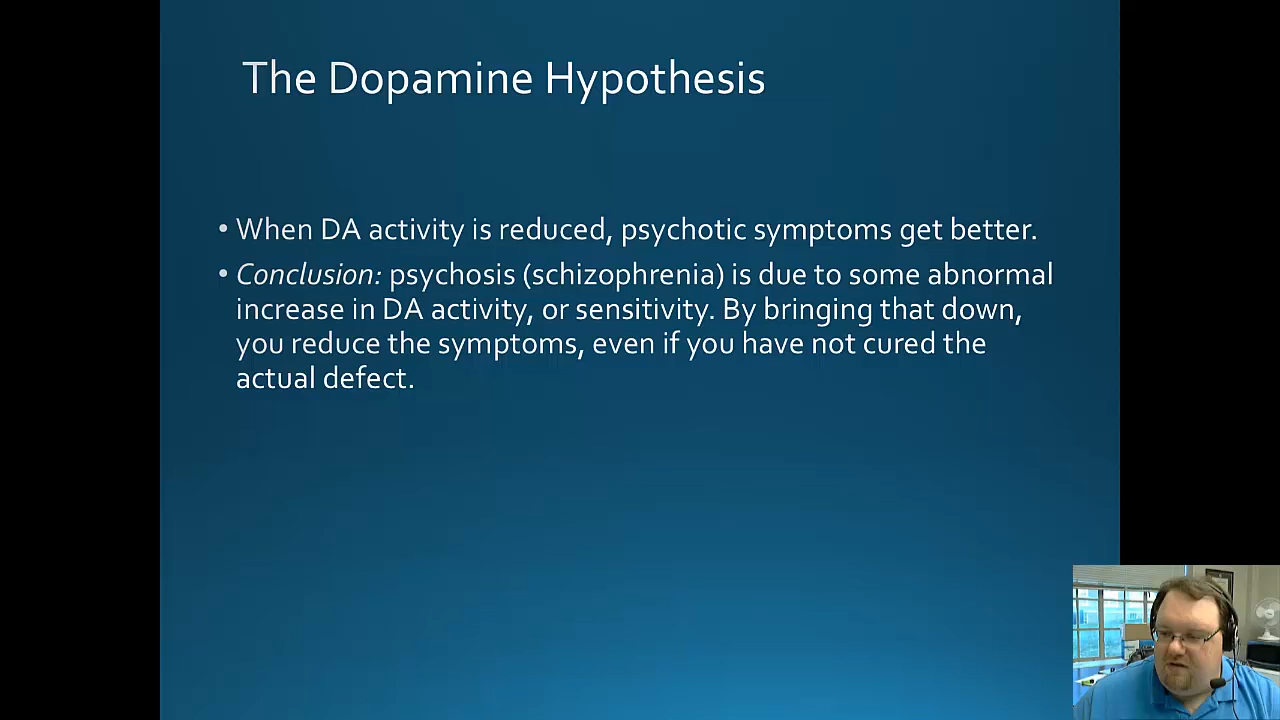 The Dopamine Hypothesis
• When DA activity is reduced, psychotic symptoms get better.
• Conclusion: psychosis (schizophrenia) is due to some abnormal
increase in DA activity, or sensitivity. By bringing that down,
you reduce the symptoms, even if you have not cured the
actual defect.